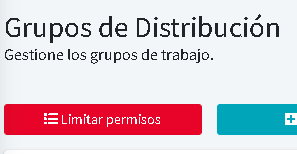 Grupos de Distribución
Gestione los grupos de trabajo.
Limitar permisos